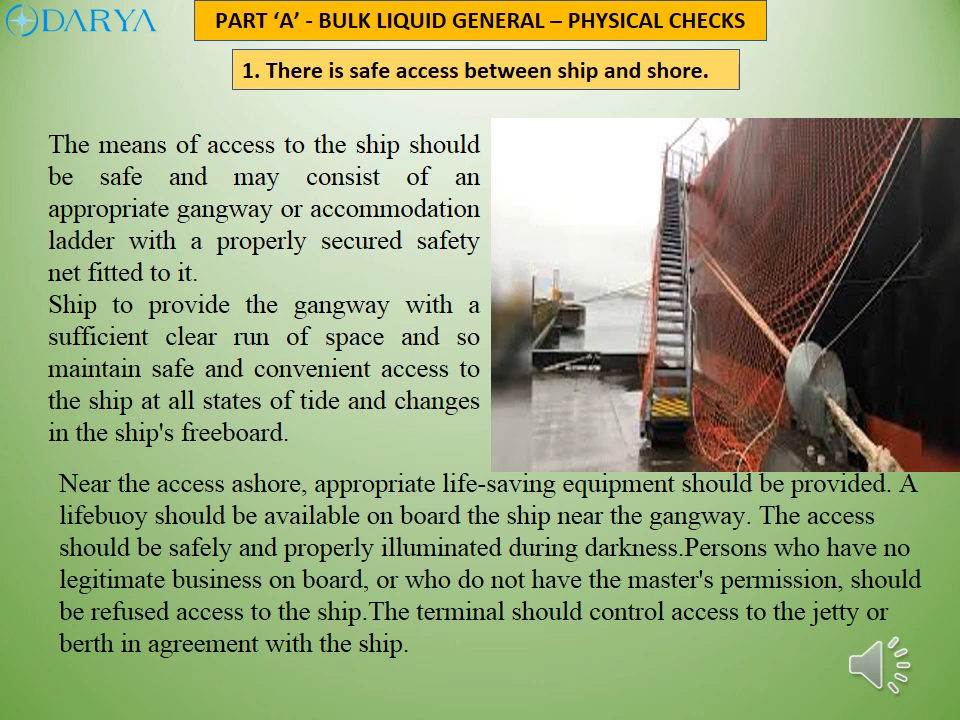 DARYA
PART ‘A’ - BULK LIQUID GENERAL – PHYSICAL CHECKS
1. There is safe access between ship and shore.
The means of access to the ship should
be safe and may consist of an
appropriate gangway or accommodation
ladder with a properly secured safety
net fitted to it.
Ship to provide the gangway with a
sufficient clear run of space and so
maintain safe and convenient access to
the ship at all states of tide and changes
in the ship's freeboard.
Near the access ashore, appropriate life-saving equipment should be provided. A
lifebuoy should be available on board the ship near the gangway. The access
should be safely and properly illuminated during darkness.Persons who have no
legitimate business on board, or who do not have the master's permission, should
be refused access to the ship.The terminal should control access to the jetty or
berth in agreement with the ship.